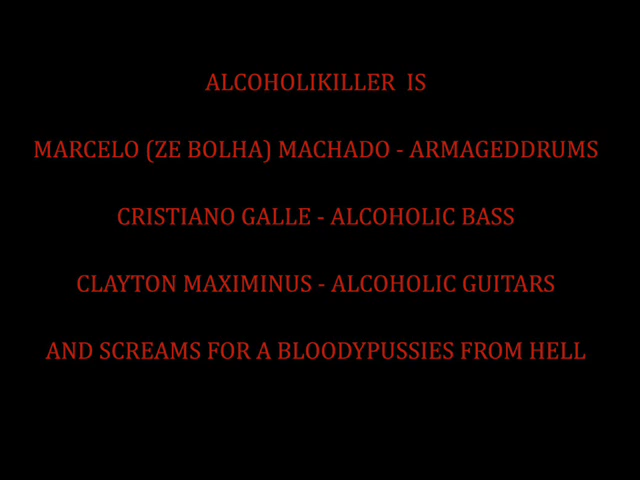 ALCOHOLIKILLER IS
MARCELO (ZE BOLHA) MACHADO - ARMAGEDDRUMS
CRISTIANO GALLE - ALCOHOLIC BASS
CLAYTON MAXIMINUS - ALCOHOLIC GUITARS
AND SCREAMS FOR A BLOODYPUSSIES FROM HELL